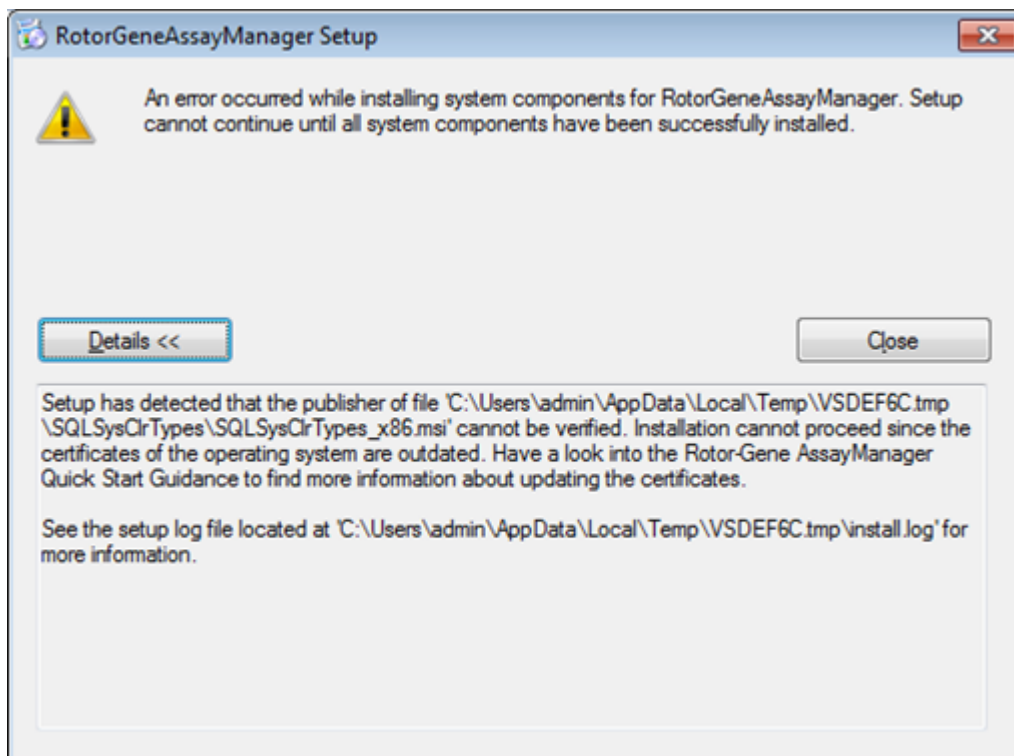 RotorGeneAssayManager Setup
An error occurred while installing system components for RotorGeneAssayManager. Setup
cannot continue until all system components have been successfully installed.
Details <<
Close
Setup has detected that the publisher of file 'C:\Users\admin\AppData\Local\Temp\VSDEF6C.tmp
\SQLSysClrTypes\SQLSysClrTypes_x86.msi' cannot be verified. Installation cannot proceed since the
certificates of the operating system are outdated. Have a look into the Rotor-Gene AssayManager
Quick Start Guidance to find more information about updating the certificates.
See the setup log file located at 'C:\Users\admin\AppData\Local\Temp\VSDEF6C.tmp\install.log' for
more information.